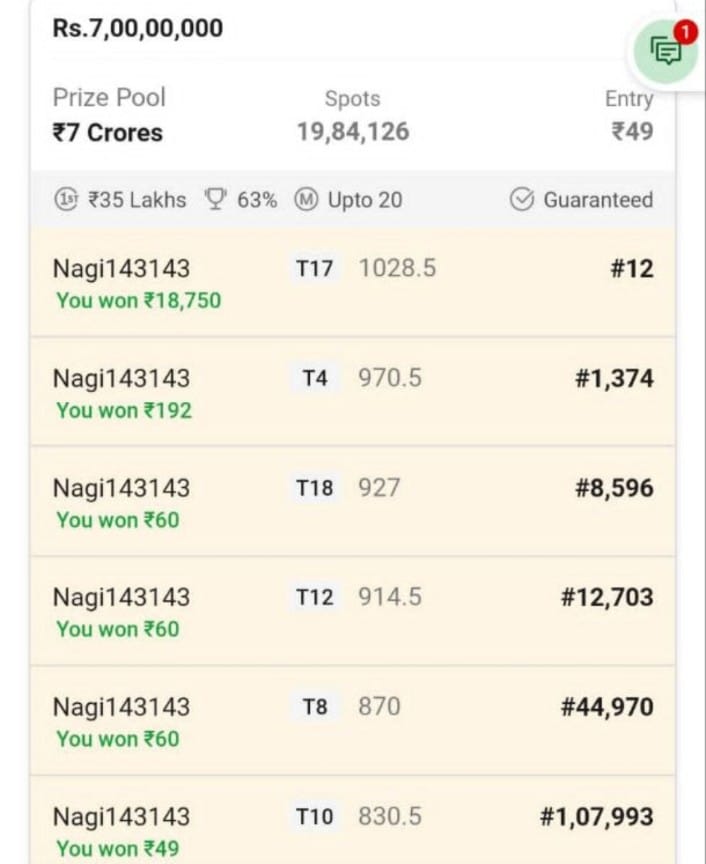 Rs.7,00,00,000
1
Prize Pool Spots Entry
₹7 Crores 19,84,126 ₹49
1st ₹35 Lakhs 63% M Upto 20 Guaranteed
Nagi143143 T17 1028.5 #12
You won ₹18,750
Nagi143143 T4 970.5 #1,374
You won ₹192
Nagi143143 T18 927 #8,596
You won ₹60
Nagi143143 T12 914.5 #12,703
You won ₹60
Nagi143143 T8 870 #44,970
You won ₹60
Nagi143143 T10 830.5 #1,07,993
You won ₹49